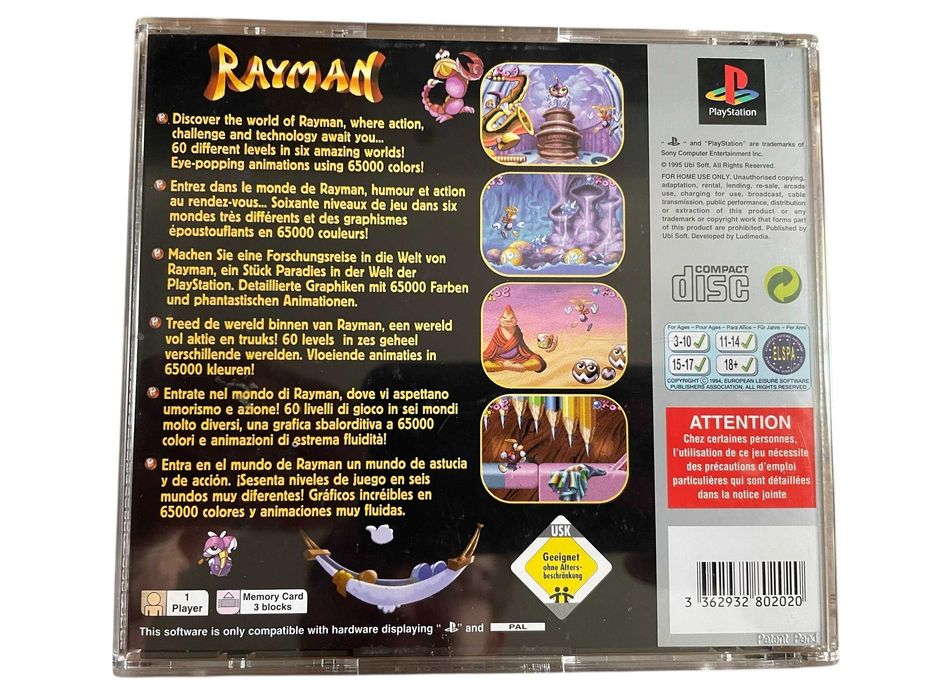 RAYMAN
Discover the world of Rayman, where action,
challenge and technology await you...
60 different levels in six amazing worlds!
Eye-popping animations using 65000 colors!
Entrez dans le monde de Rayman, humour et action
au rendez-vous... Soixante niveaux de jeu dans six
mondes très différents et des graphismes
époustouflants en 65000 couleurs!
Machen Sie eine Forschungsreise in die Welt von
Rayman, ein Stück Paradies in der Welt der
PlayStation. Detaillierte Graphiken mit 65000 Farben
und phantastischen Animationen.
Treed de wereld binnen van Rayman, een wereld
vol aktie en truuks! 60 levels in zes geheel
verschillende werelden. Vloeiende animaties in
65000 kleuren!
Entrate nel mondo di Rayman, dove vi aspettano
umorismo e azione! 60 livelli di gioco in sei mondi
molto diversi, una grafica sbalorditiva a 65000
colori e animazioni di estrema fluidità!
Entra en el mundo de Rayman un mundo de astucia
y de acción. ¡Sesenta niveles de juego en seis
mundos muy diferentes! Gráficos increíbles en
65000 colores y animaciones muy fluidas.
1
Player
Memory Card
3 blocks
USK
Geeignet
ohne Alters-
beschränkung
This software is only compatible with hardware displaying " " and PAL
PlayStation
" " and "PlayStation" are trademarks of
Sony Computer Entertainment Inc.
© 1995 Ubi Soft. All Rights Reserved.
FOR HOME USE ONLY. Unauthorised copying,
adaptation, rental, lending, re-sale, arcade
use, charging for use, broadcast, cable
transmission, public performance, distribution
or extraction of this product or any
trademark or copyright work that forms part
of this product are prohibited. Published by
Ubi Soft. Developed by Ludimedia.
COMPACT
disc
For Ages - Pour Ages - Para Años - Für Jahre - Per Anni
3-10 11-14
15-17 18+
ELSPA
COPYRIGHT © 1994, EUROPEAN LEISURE SOFTWARE
PUBLISHERS ASSOCIATION. ALL RIGHTS RESERVED
ATTENTION
Chez certaines personnes,
l'utilisation de ce jeu nécessite
des précautions d'emploi
particulières qui sont détaillées
dans la notice jointe
3 362932 802020
Patent Pend